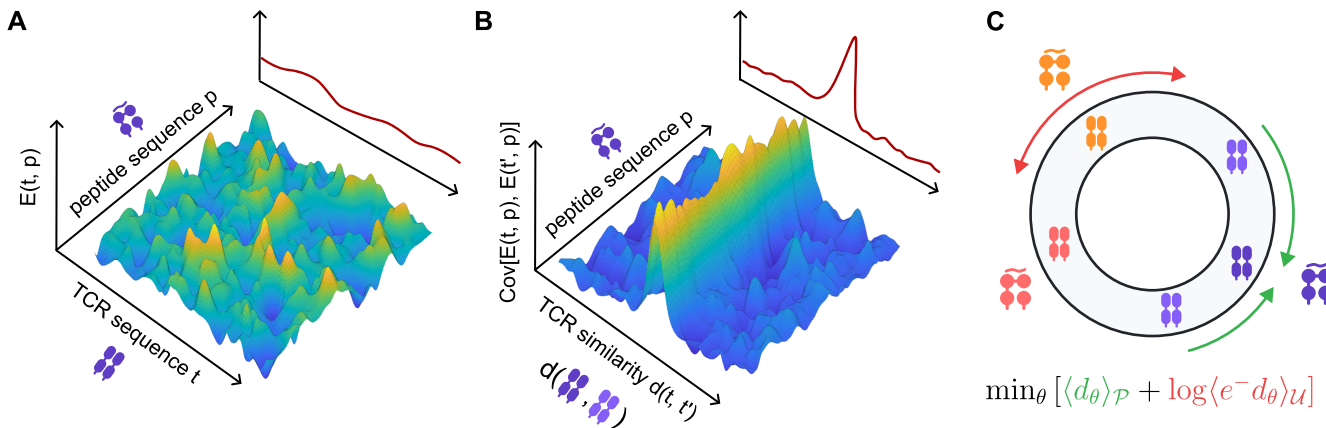 A
E(t, p)
peptide sequence p
TCR sequence t
B
Cov[E(t, p), E(t', p)]
peptide sequence p
TCR similarity d(t, t')
d( , )
C
min_θ [⟨d_θ⟩_𝒫 + log⟨e^−d_θ⟩_𝒰]